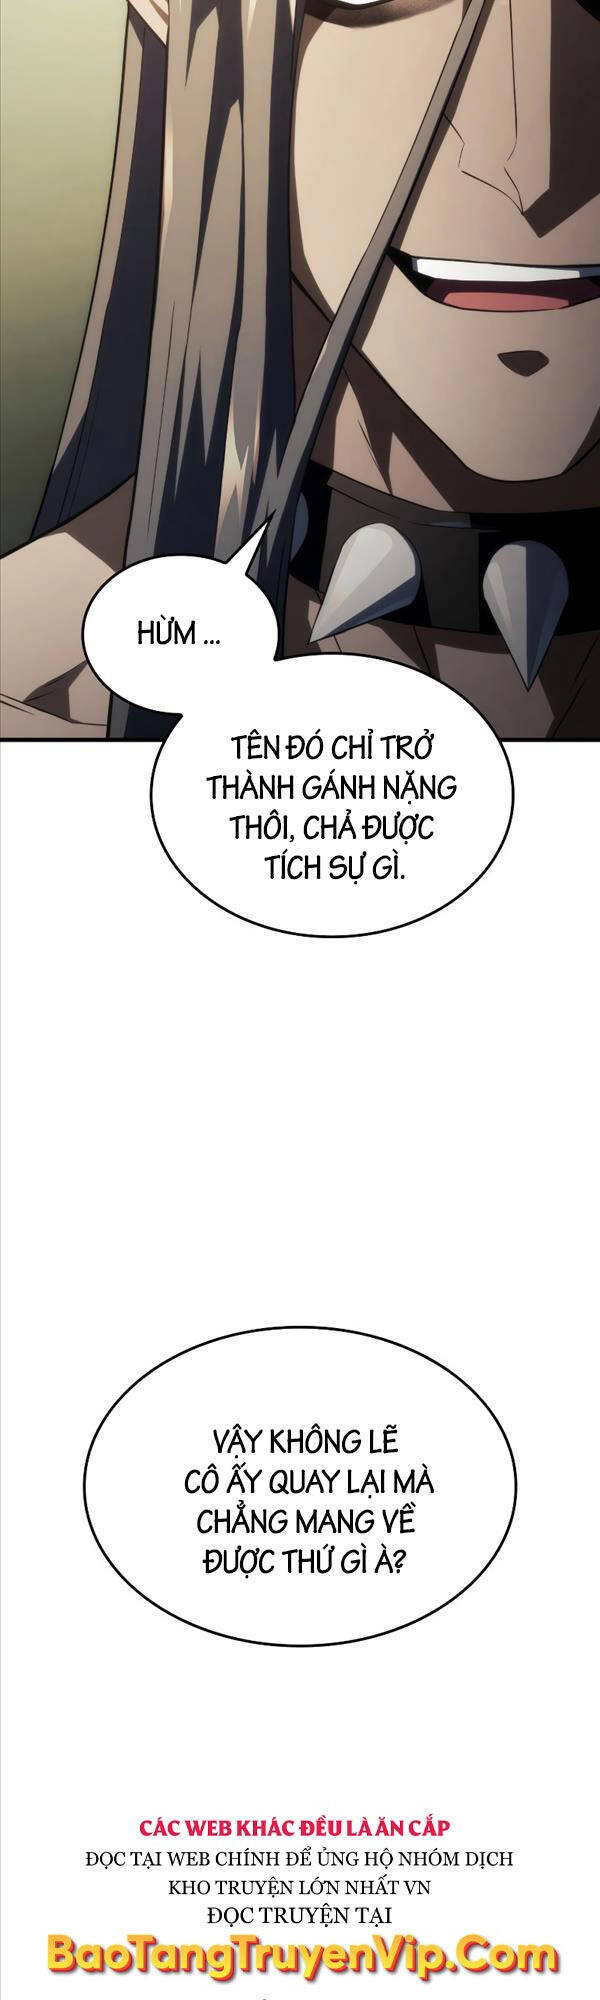 HỪM ...
TÊN ĐÓ CHỈ TRỞ
THÀNH GÁNH NẶNG
THÔI, CHẢ ĐƯỢC
TÍCH SỰ GÌ.
VẬY KHÔNG LẼ
CÔ ẤY QUAY LẠI MÀ
CHẲNG MANG VỀ
ĐƯỢC THỨ GÌ À?
CÁC WEB KHÁC ĐỀU LÀ ĂN CẮP
ĐỌC TẠI WEB CHÍNH ĐỂ ỦNG HỘ NHÓM DỊCH
KHO TRUYỆN LỚN NHẤT VN
ĐỌC TRUYỆN TẠI
BaoTangTruyenVip.Com